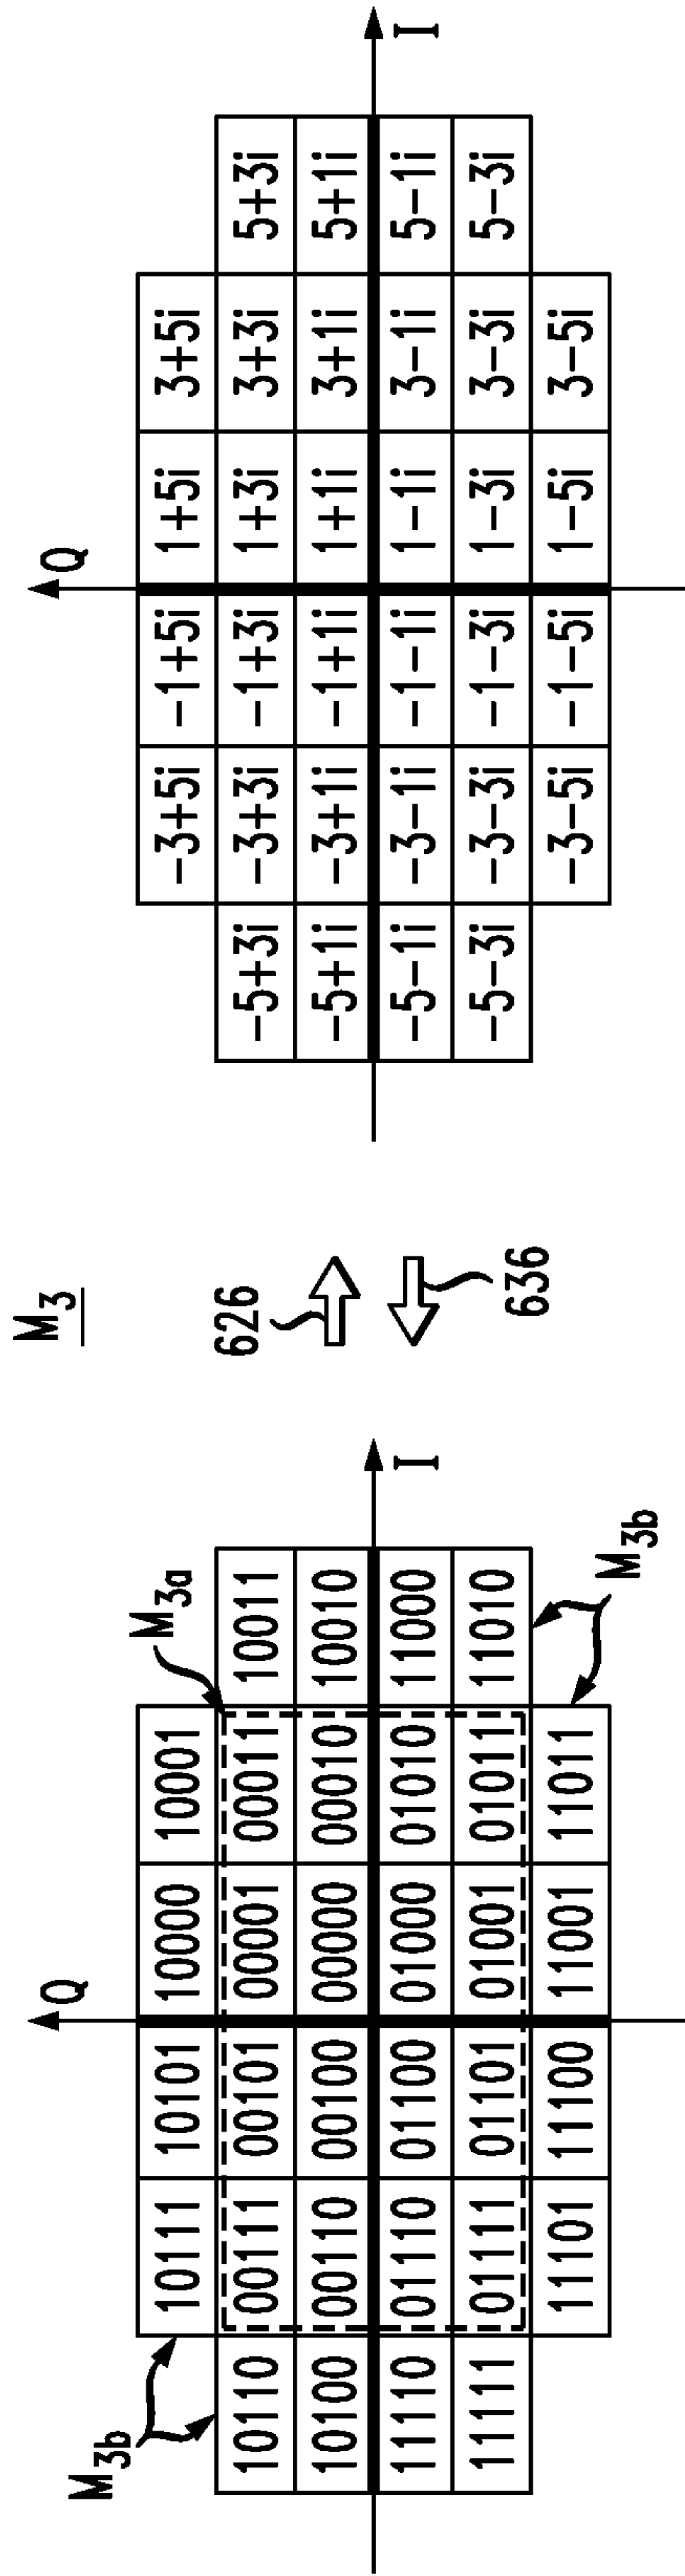 M3
Q
M3b
M3a
10111 10101 10000 10001
10110 00111 00101 00001 00011 10011
10100 00110 00100 00000 00010 10010
11110 01110 01100 01000 01010 11000
11111 01111 01101 01001 01011 11010
11101 11100 11001 11011
I
M3b
626
636
Q
-3+5i -1+5i 1+5i 3+5i
-5+3i -3+3i -1+3i 1+3i 3+3i 5+3i
-5+1i -3+1i -1+1i 1+1i 3+1i 5+1i
-5-1i -3-1i -1-1i 1-1i 3-1i 5-1i
-5-3i -3-3i -1-3i 1-3i 3-3i 5-3i
-3-5i -1-5i 1-5i 3-5i
I